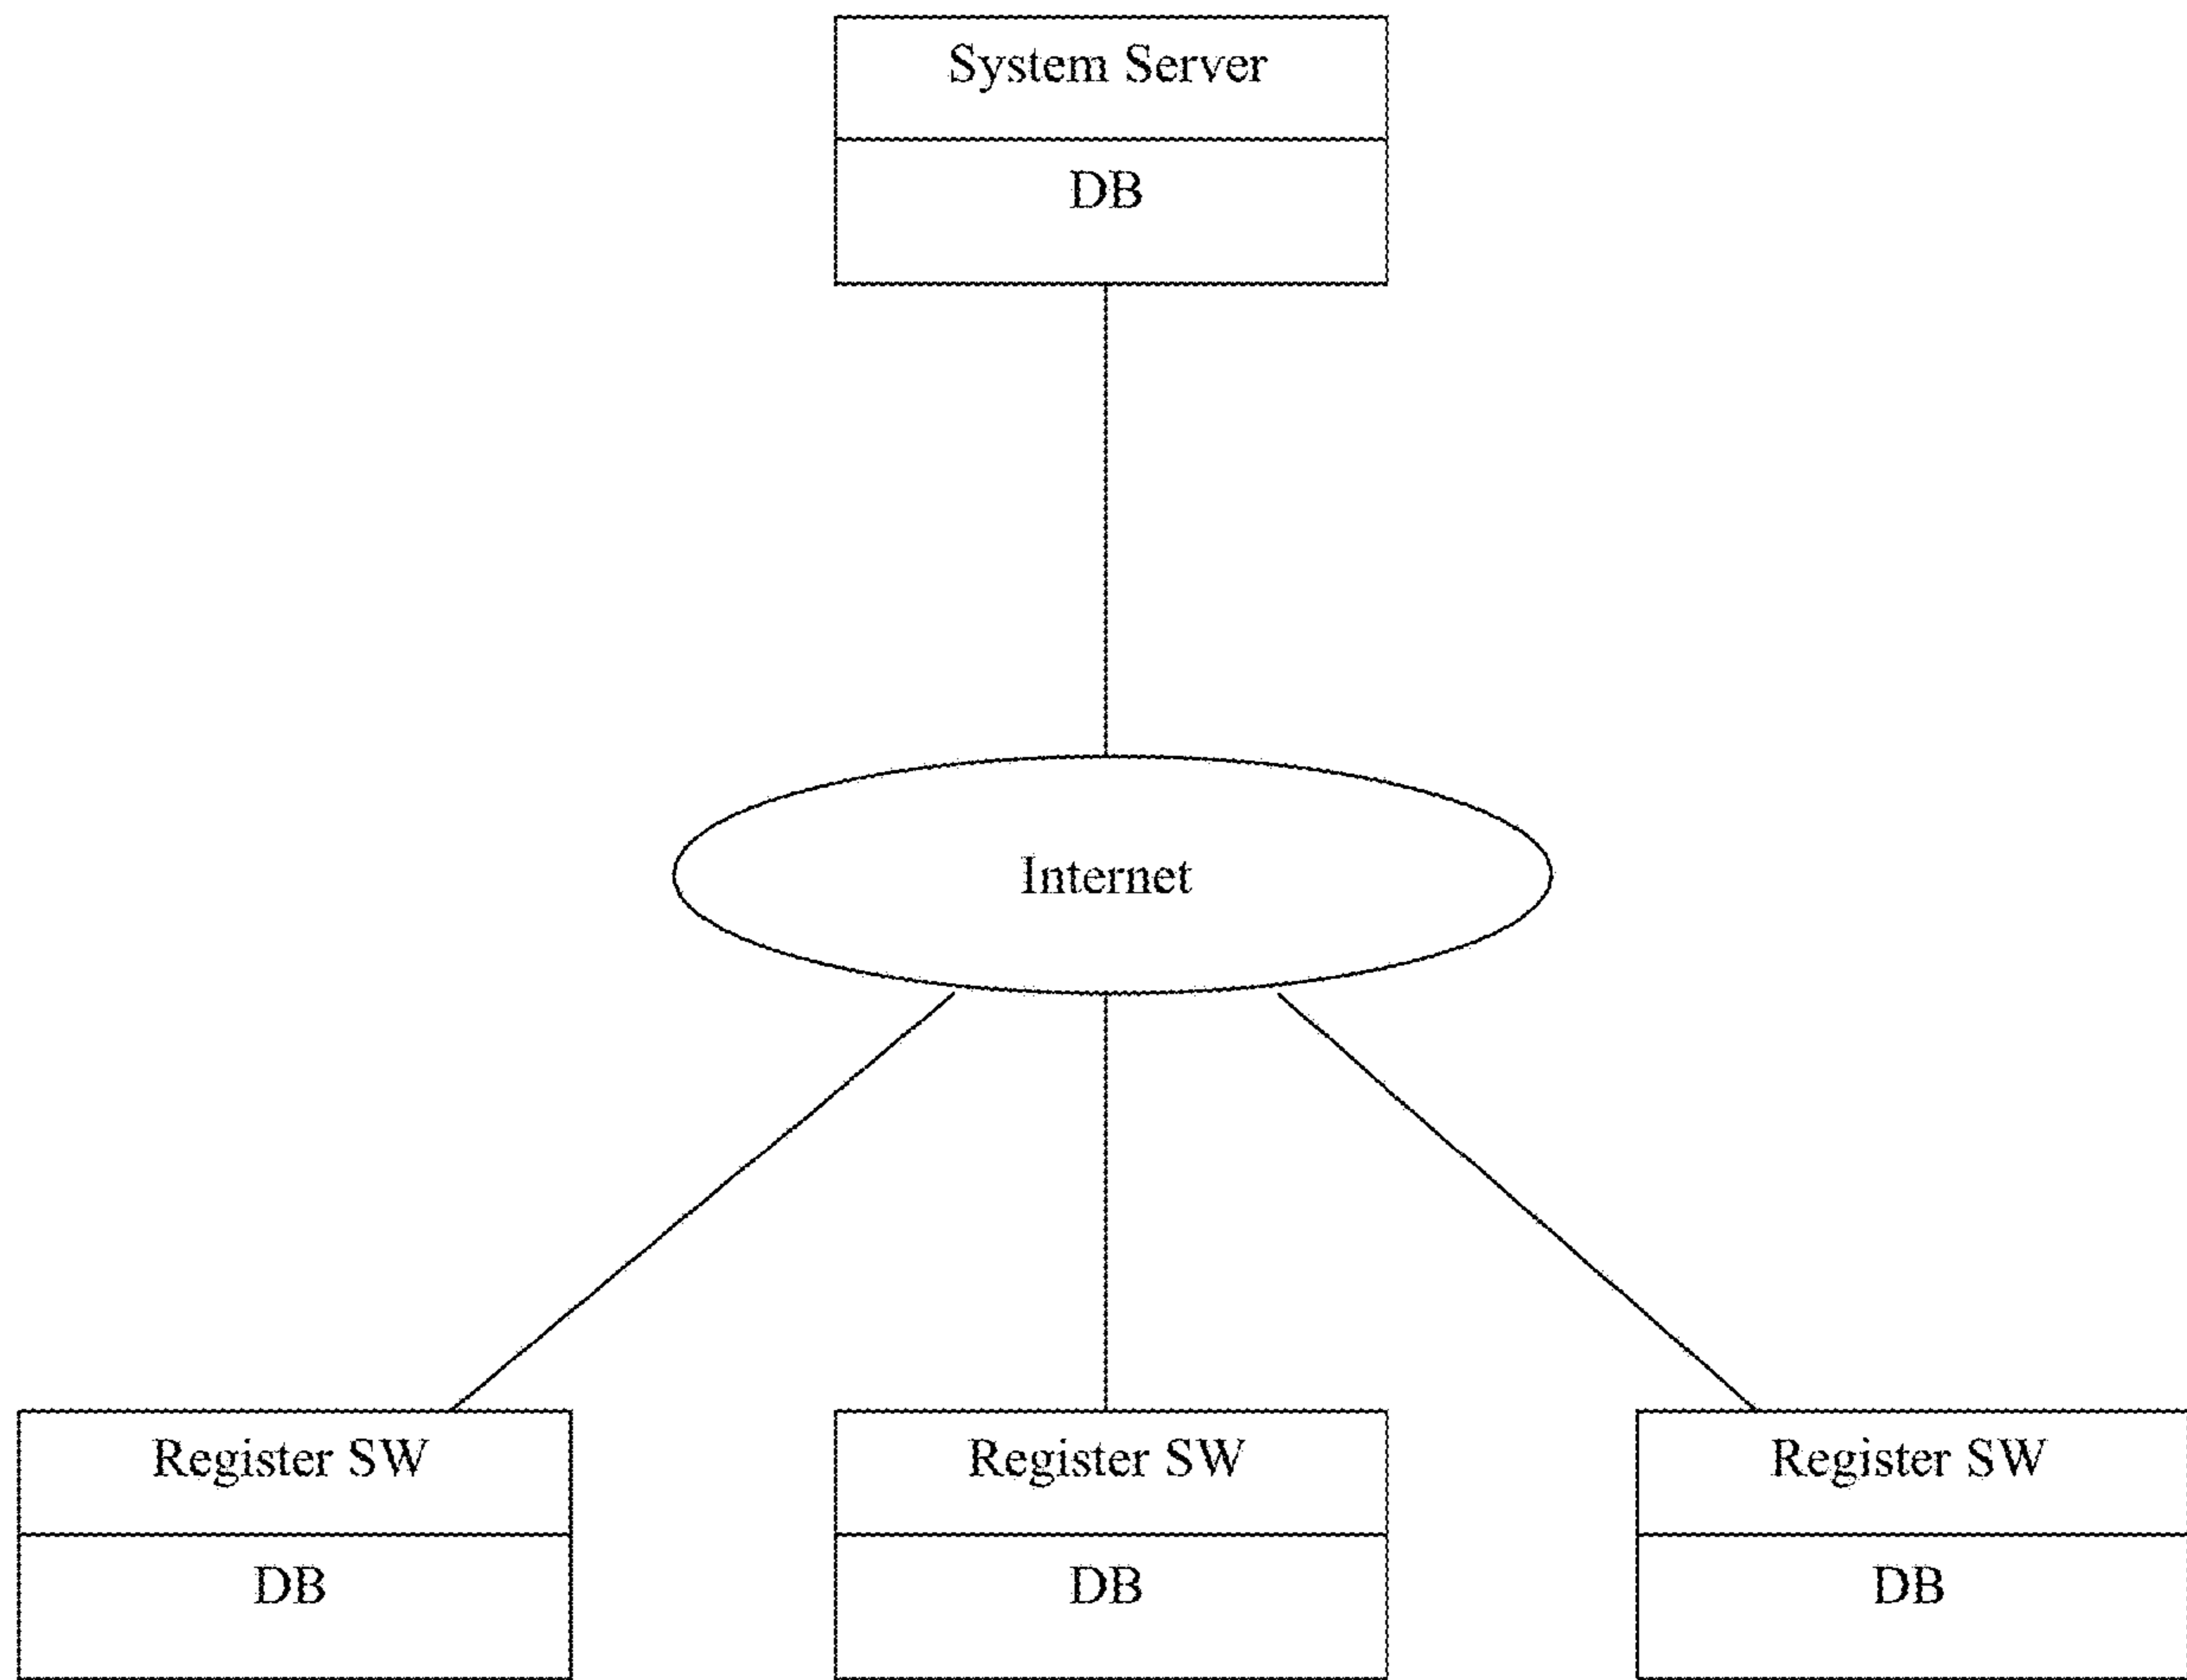 System Server
DB
Internet
Register SW
DB
Register SW
DB
Register SW
DB